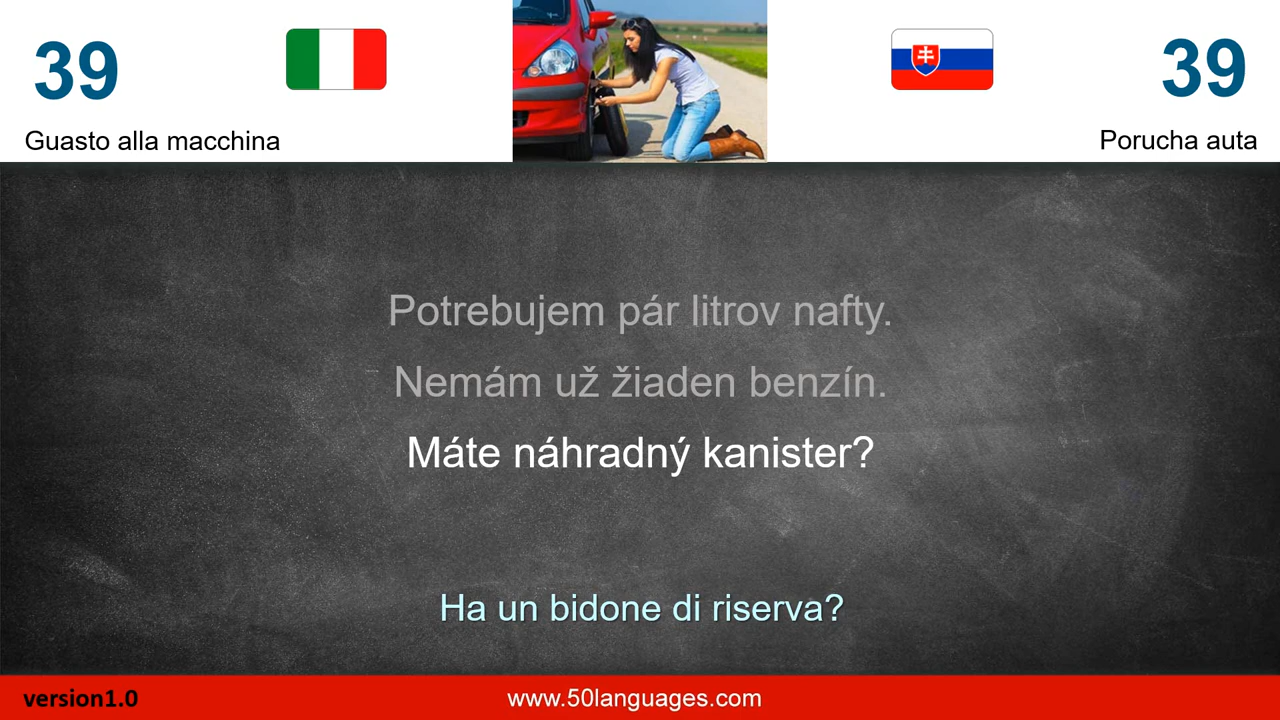 39
39
Guasto alla macchina
Porucha auta
Potrebujem pár litrov nafty.
Nemám už žiaden benzín.
Máte náhradný kanister?
Ha un bidone di riserva?
version1.0
www.50languages.com